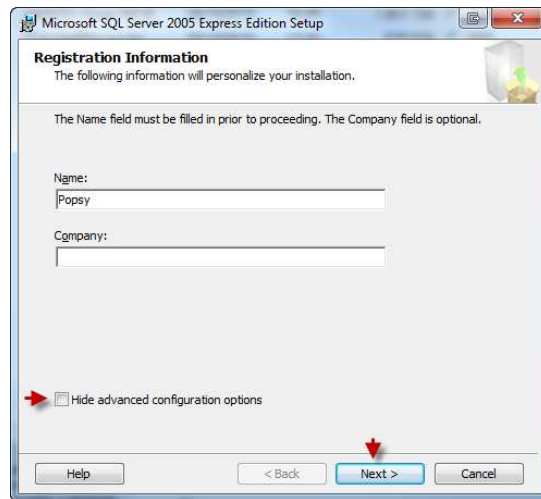 Microsoft SQL Server 2005 Express Edition Setup
Registration Information
The following information will personalize your installation.
The Name field must be filled in prior to proceeding. The Company field is optional.
Name:
Popsy
Company:
Hide advanced configuration options
Help
< Back
Next >
Cancel